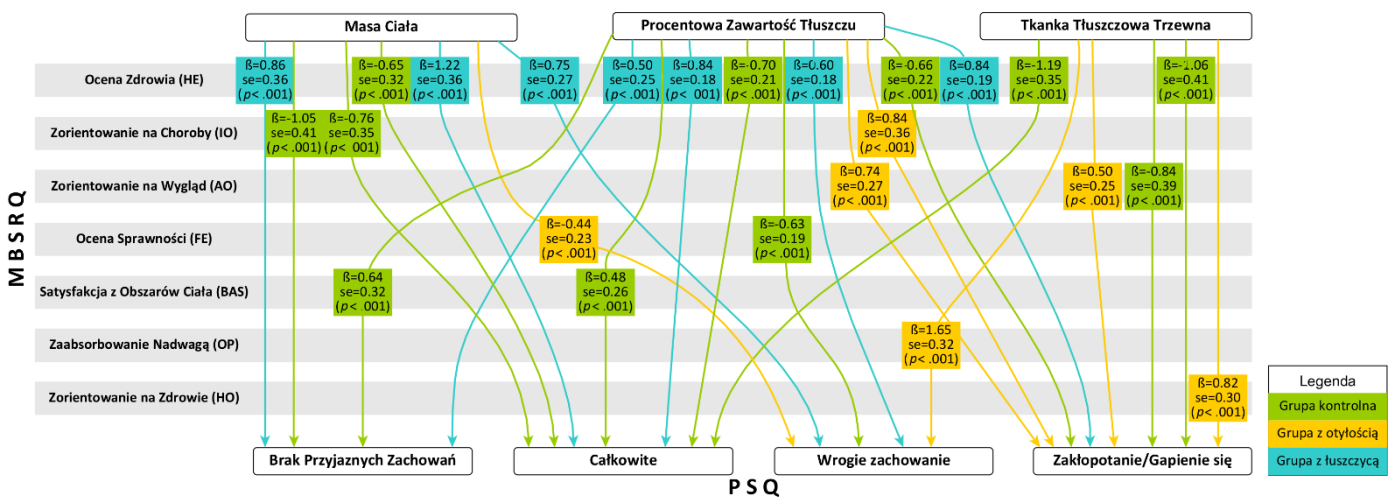 Masa Ciała
Procentowa Zawartość Tłuszczu
Tkanka Tłuszczowa Trzewna
MBSRQ
Ocena Zdrowia (HE)
ß=0.86
se=0.36
(p< .001)
ß=-0.65
se=0.32
(p< .001)
ß=1.22
se=0.36
(p< .001)
ß=0.75
se=0.27
(p< .001)
ß=0.50
se=0.25
(p< .001)
ß=0.84
se=0.18
(p< .001)
ß=-0.70
se=0.21
(p< .001)
ß=0.60
se=0.18
(p< .001)
ß=-0.66
se=0.22
(p< .001)
ß=0.84
se=0.19
(p< .001)
ß=-1.19
se=0.35
(p< .001)
ß=-1.06
se=0.41
(p< .001)
Zorientowanie na Choroby (IO)
ß=-1.05
se=0.41
(p< .001)
ß=-0.76
se=0.35
(p< .001)
ß=0.84
se=0.36
(p< .001)
Zorientowanie na Wygląd (AO)
ß=0.74
se=0.27
(p< .001)
ß=0.50
se=0.25
(p< .001)
ß=-0.84
se=0.39
(p< .001)
Ocena Sprawności (FE)
ß=-0.44
se=0.23
(p< .001)
ß=-0.63
se=0.19
(p< .001)
Satysfakcja z Obszarów Ciała (BAS)
ß=0.64
se=0.32
(p< .001)
ß=0.48
se=0.26
(p< .001)
Zaabsorbowanie Nadwagą (OP)
ß=1.65
se=0.32
(p< .001)
Zorientowanie na Zdrowie (HO)
ß=0.82
se=0.30
(p< .001)
Brak Przyjaznych Zachowań
Całkowite
Wrogie zachowanie
Zakłopotanie/Gapienie się
PSQ
Legenda
Grupa kontrolna
Grupa z otyłością
Grupa z łuszczycą